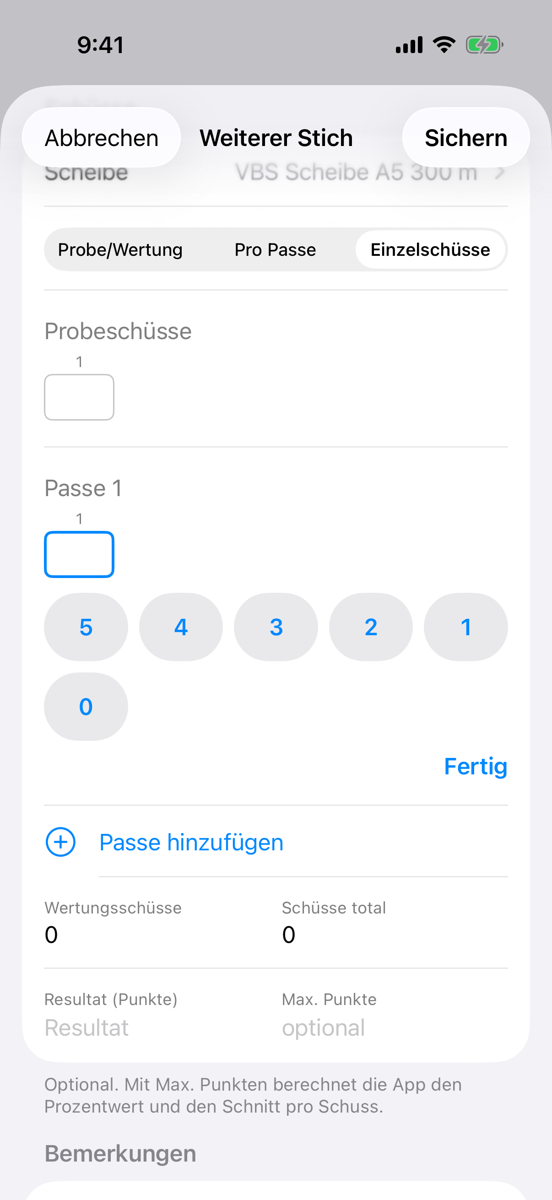 9:41
Abbrechen
Weiterer Stich
Sichern
Scheibe
VBS Scheibe A5 300 m
Probe/Wertung
Pro Passe
Einzelschüsse
Probeschüsse
1
Passe 1
1
5
4
3
2
1
0
Fertig
Passe hinzufügen
Wertungsschüsse
Schüsse total
0
0
Resultat (Punkte)
Max. Punkte
Resultat
optional
Optional. Mit Max. Punkten berechnet die App den
Prozentwert und den Schnitt pro Schuss.
Bemerkungen